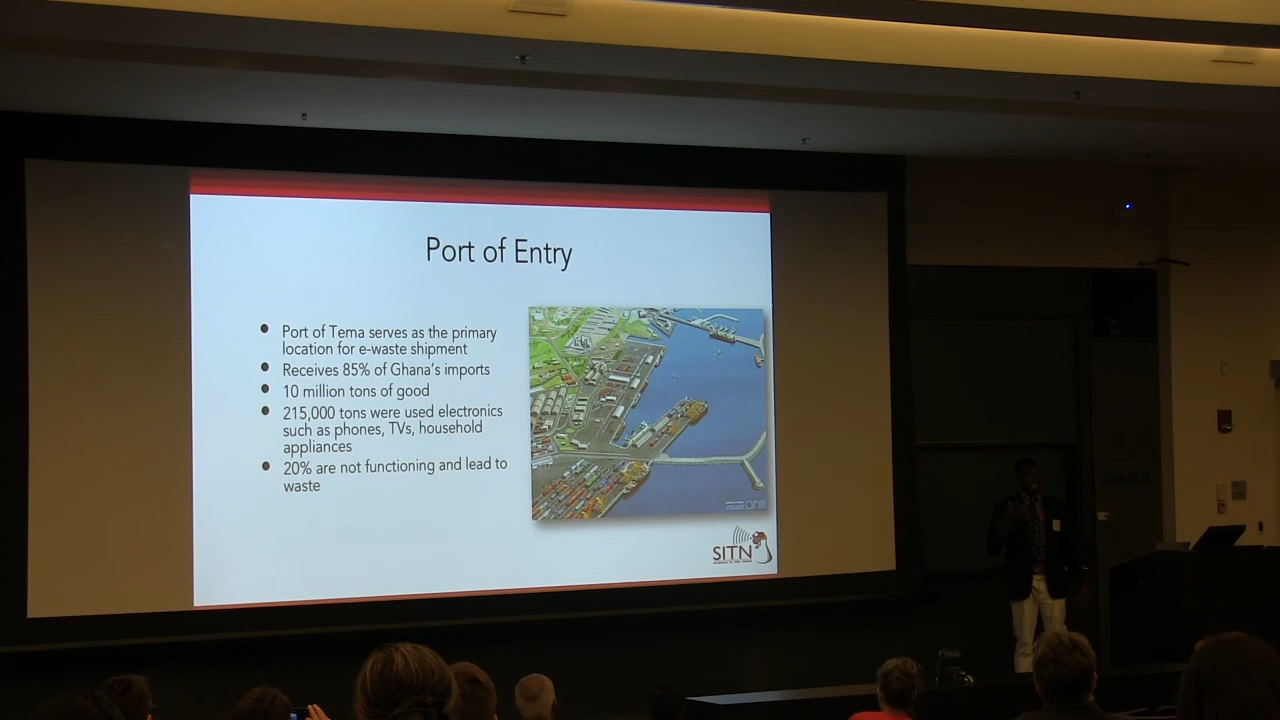 Port of Entry
Port of Tema serves as the primary
location for e-waste shipment
Receives 85% of Ghana's imports
10 million tons of good
215,000 tons were used electronics
such as phones, TVs, household
appliances
20% are not functioning and lead to
waste
SITN